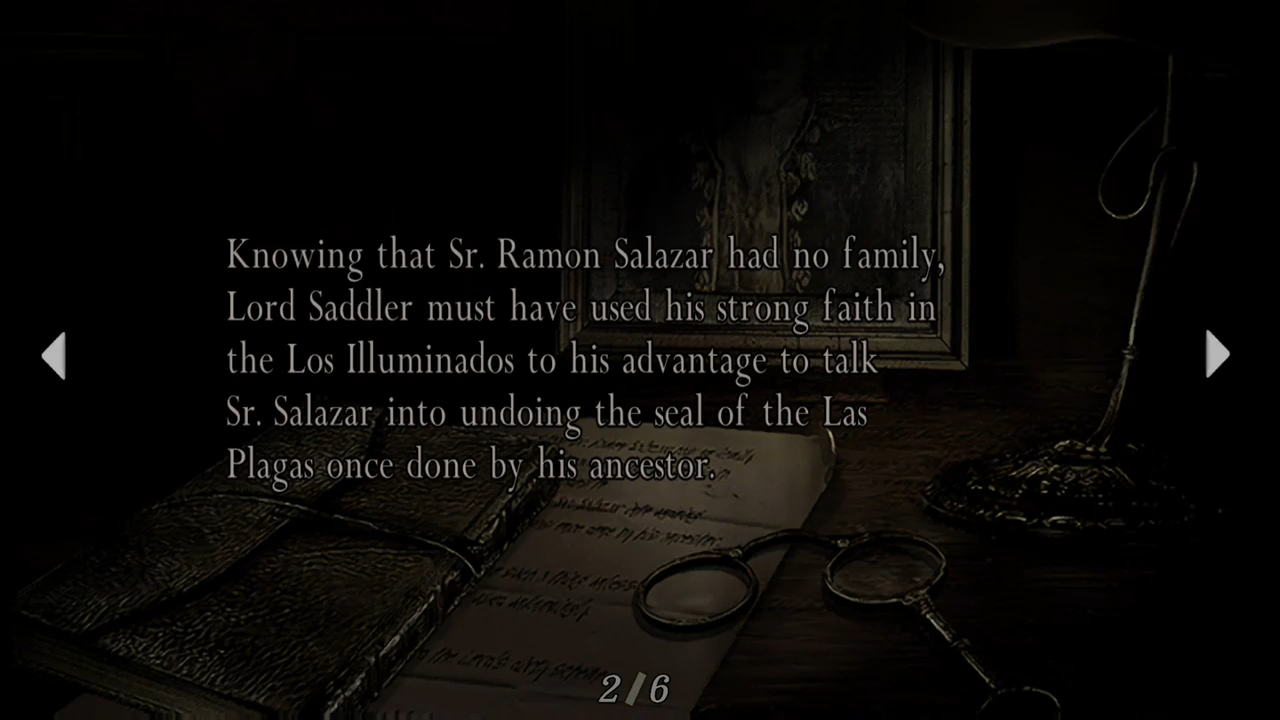 Knowing that Sr. Ramon Salazar had no family,
Lord Saddler must have used his strong faith in
the Los Illuminados to his advantage to talk
Sr. Salazar into undoing the seal of the Las
Plagas once done by his ancestor.
2/6